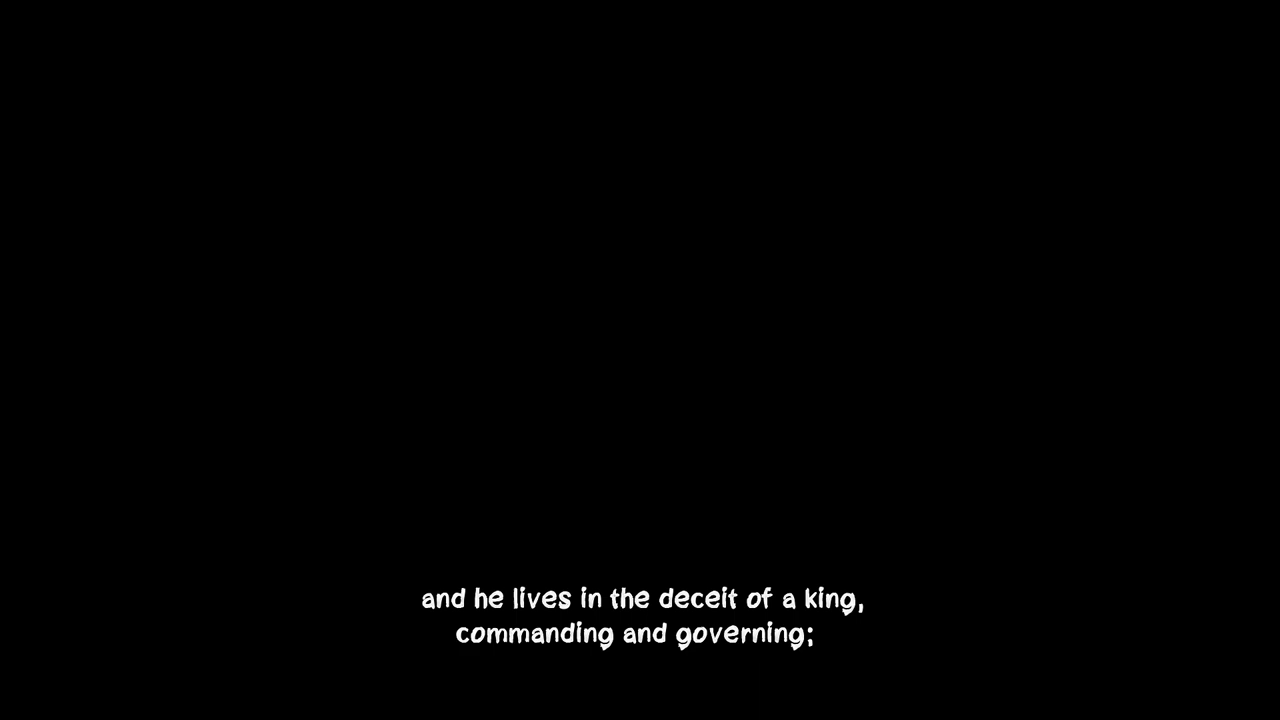 and he lives in the deceit of a king,
commanding and governing;